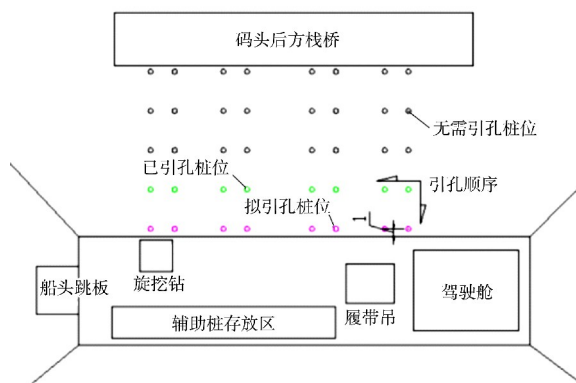 码头后方栈桥
无需引孔桩位
已引孔桩位
引孔顺序
拟引孔桩位
1
船头跳板
旋挖钻
履带吊
驾驶舱
辅助桩存放区